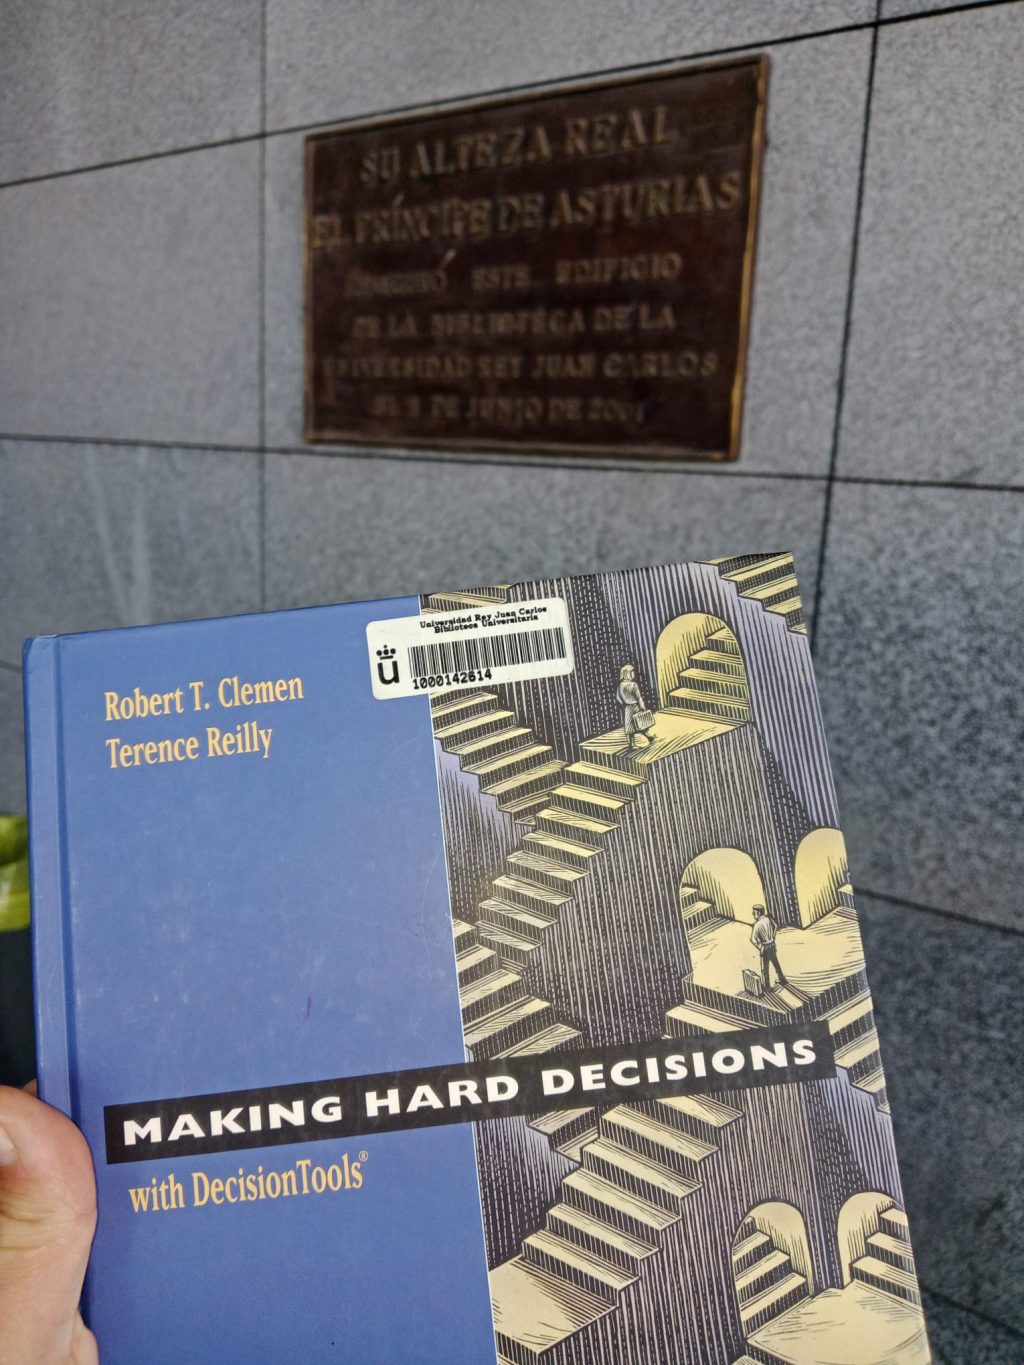 SU ALTEZA REAL
EL PRÍNCIPE DE ASTURIAS
ESTE EDIFICIO
DE LA BIBLIOTECA DE LA
UNIVERSIDAD REY JUAN CARLOS
DE JUNIO DE
Universidad Rey Juan Carlos
Biblioteca Universitaria
ü
1000142614
Robert T. Clemen
Terence Reilly
MAKING HARD DECISIONS
with DecisionTools®